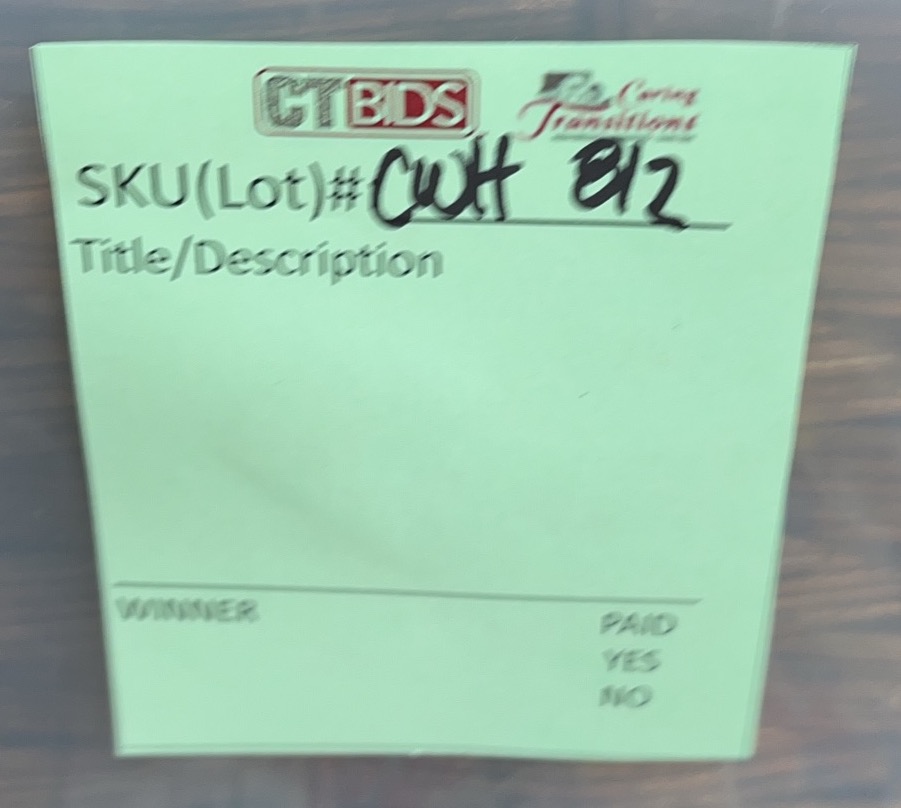 CTBIDS Caring Transitions
SKU(Lot)# CWH 812
Title/Description
WINNER PAID
YES
NO